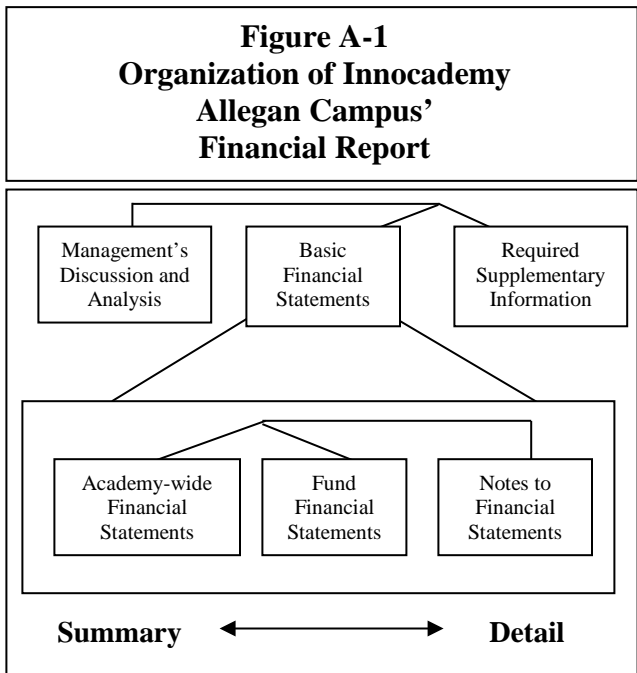 Figure A-1
Organization of Innocademy
Allegan Campus’
Financial Report
Management’s
Discussion and
Analysis
Basic
Financial
Statements
Required
Supplementary
Information
Academy-wide
Financial
Statements
Fund
Financial
Statements
Notes to
Financial
Statements
Summary
Detail